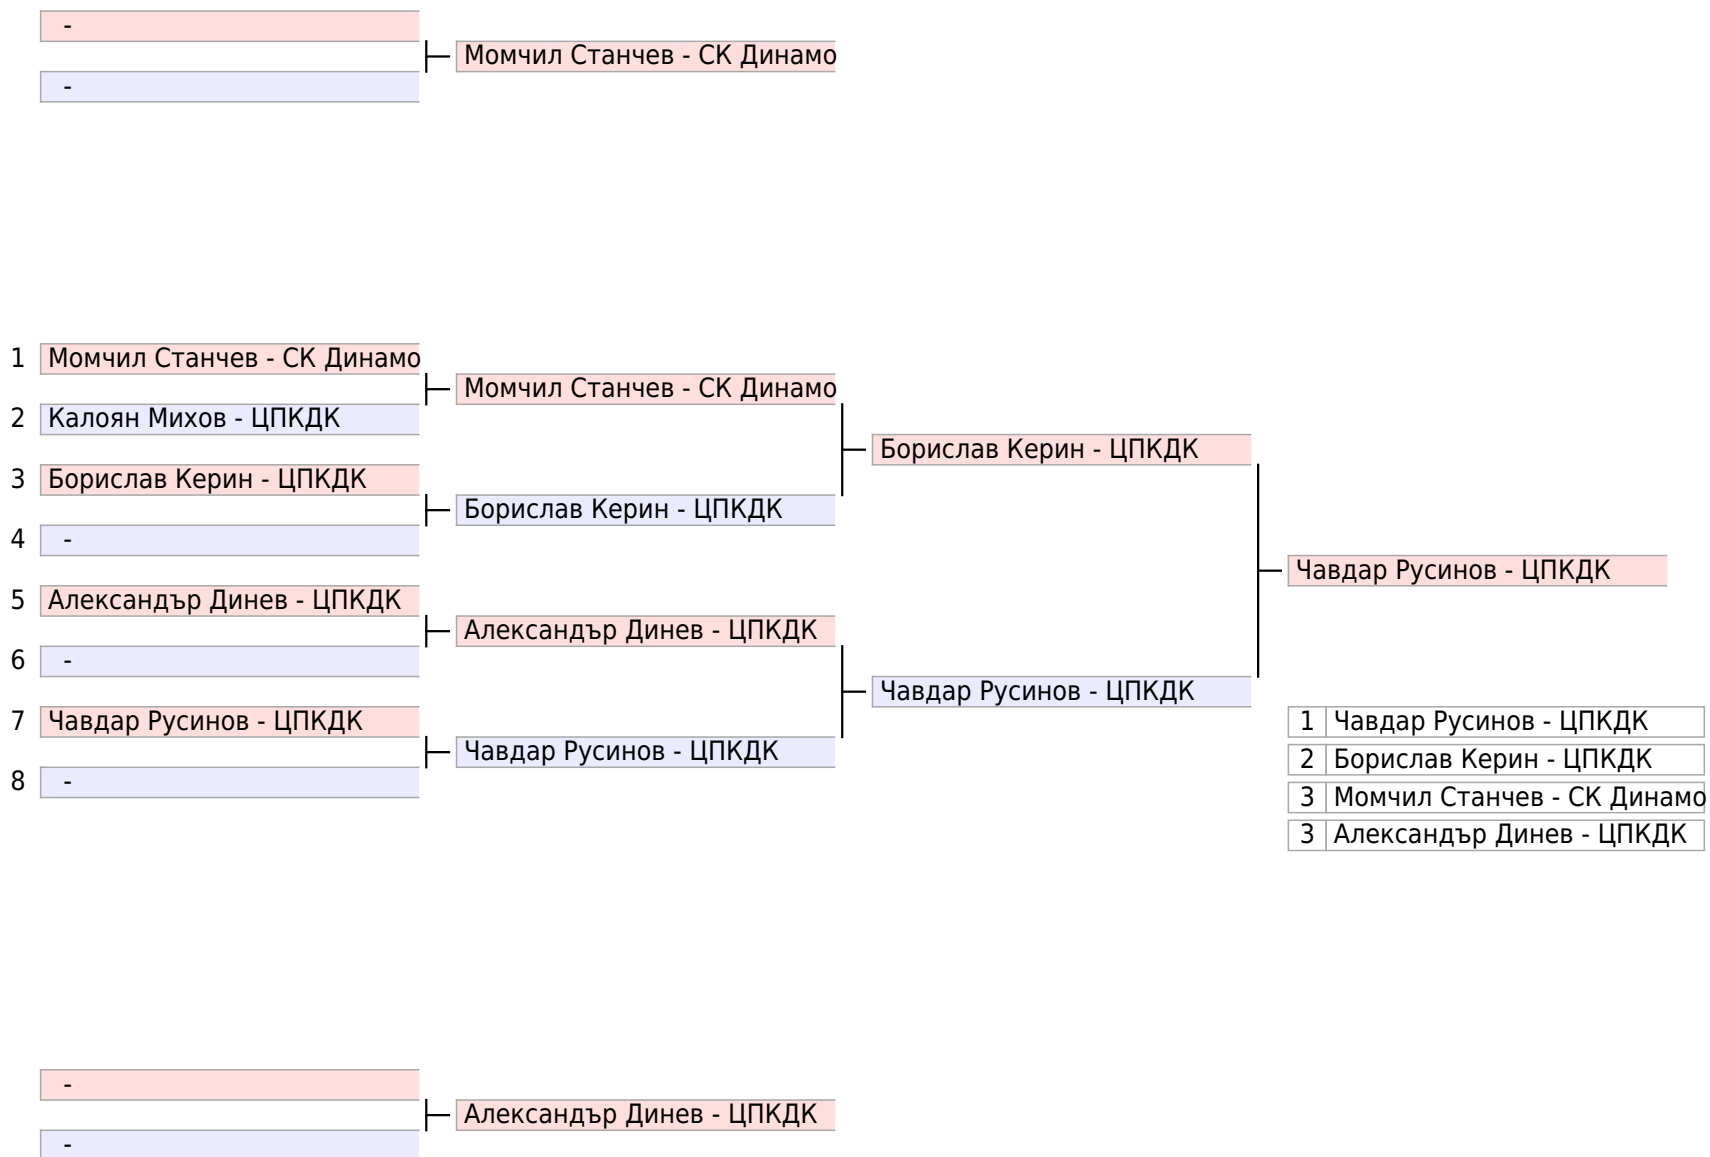 -
Момчил Станчев - СК Динамо
-
1 Момчил Станчев - СК Динамо
Момчил Станчев - СК Динамо
2 Калоян Михов - ЦПКДК
Борислав Керин - ЦПКДК
3 Борислав Керин - ЦПКДК
Борислав Керин - ЦПКДК
4 -
Чавдар Русинов - ЦПКДК
5 Александър Динев - ЦПКДК
Александър Динев - ЦПКДК
6 -
Чавдар Русинов - ЦПКДК
7 Чавдар Русинов - ЦПКДК
Чавдар Русинов - ЦПКДК
8 -
1 Чавдар Русинов - ЦПКДК
2 Борислав Керин - ЦПКДК
3 Момчил Станчев - СК Динамо
3 Александър Динев - ЦПКДК
-
Александър Динев - ЦПКДК
-